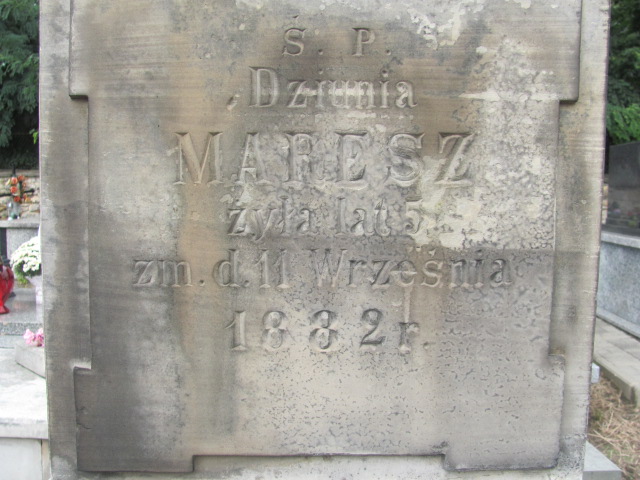 Ś. P.
Dziunia
MARESZ
żyła lat 5
zm. d. 11 Września
1882 r.